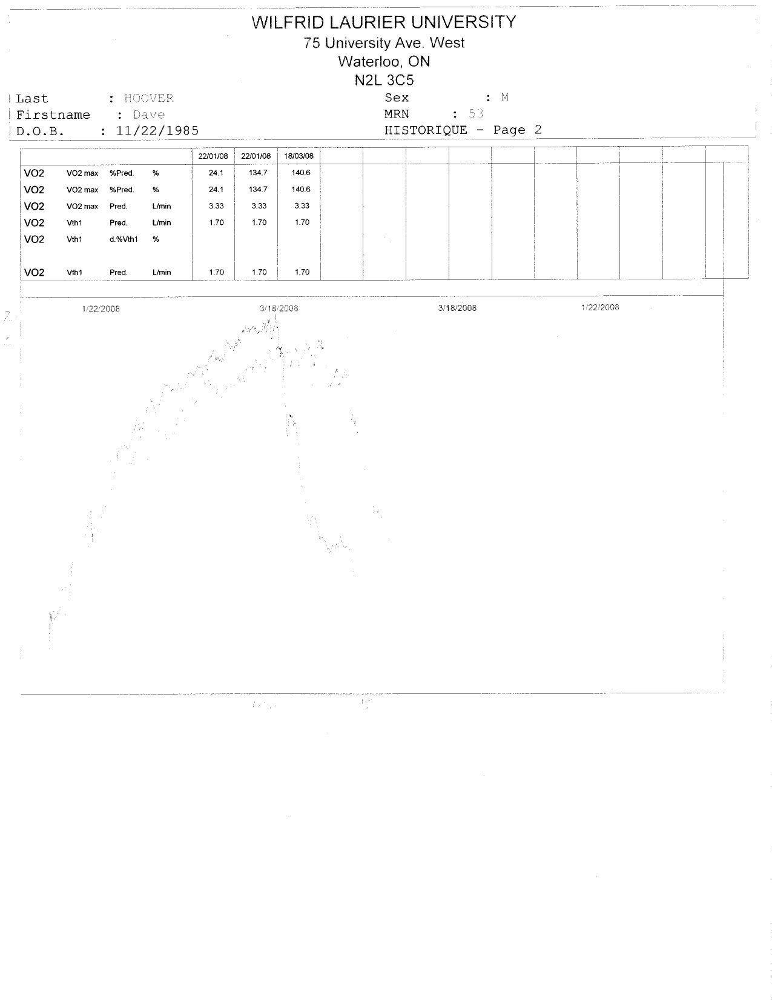 WILFRID LAURIER UNIVERSITY
75 University Ave. West
Waterloo, ON
N2L 3C5
Last : HOOVER Sex : M
Firstname : Dave MRN : 53
D.O.B. : 11/22/1985 HISTORIQUE - Page 2
22/01/08 22/01/08 18/03/08
VO2 VO2 max %Pred. % 24.1 134.7 140.6
VO2 VO2 max %Pred. % 24.1 134.7 140.6
VO2 VO2 max Pred. L/min 3.33 3.33 3.33
VO2 Vth1 Pred. L/min 1.70 1.70 1.70
VO2 Vth1 d.%Vth1 %
VO2 Vth1 Pred. L/min 1.70 1.70 1.70
1/22/2008 3/18/2008 3/18/2008 1/22/2008